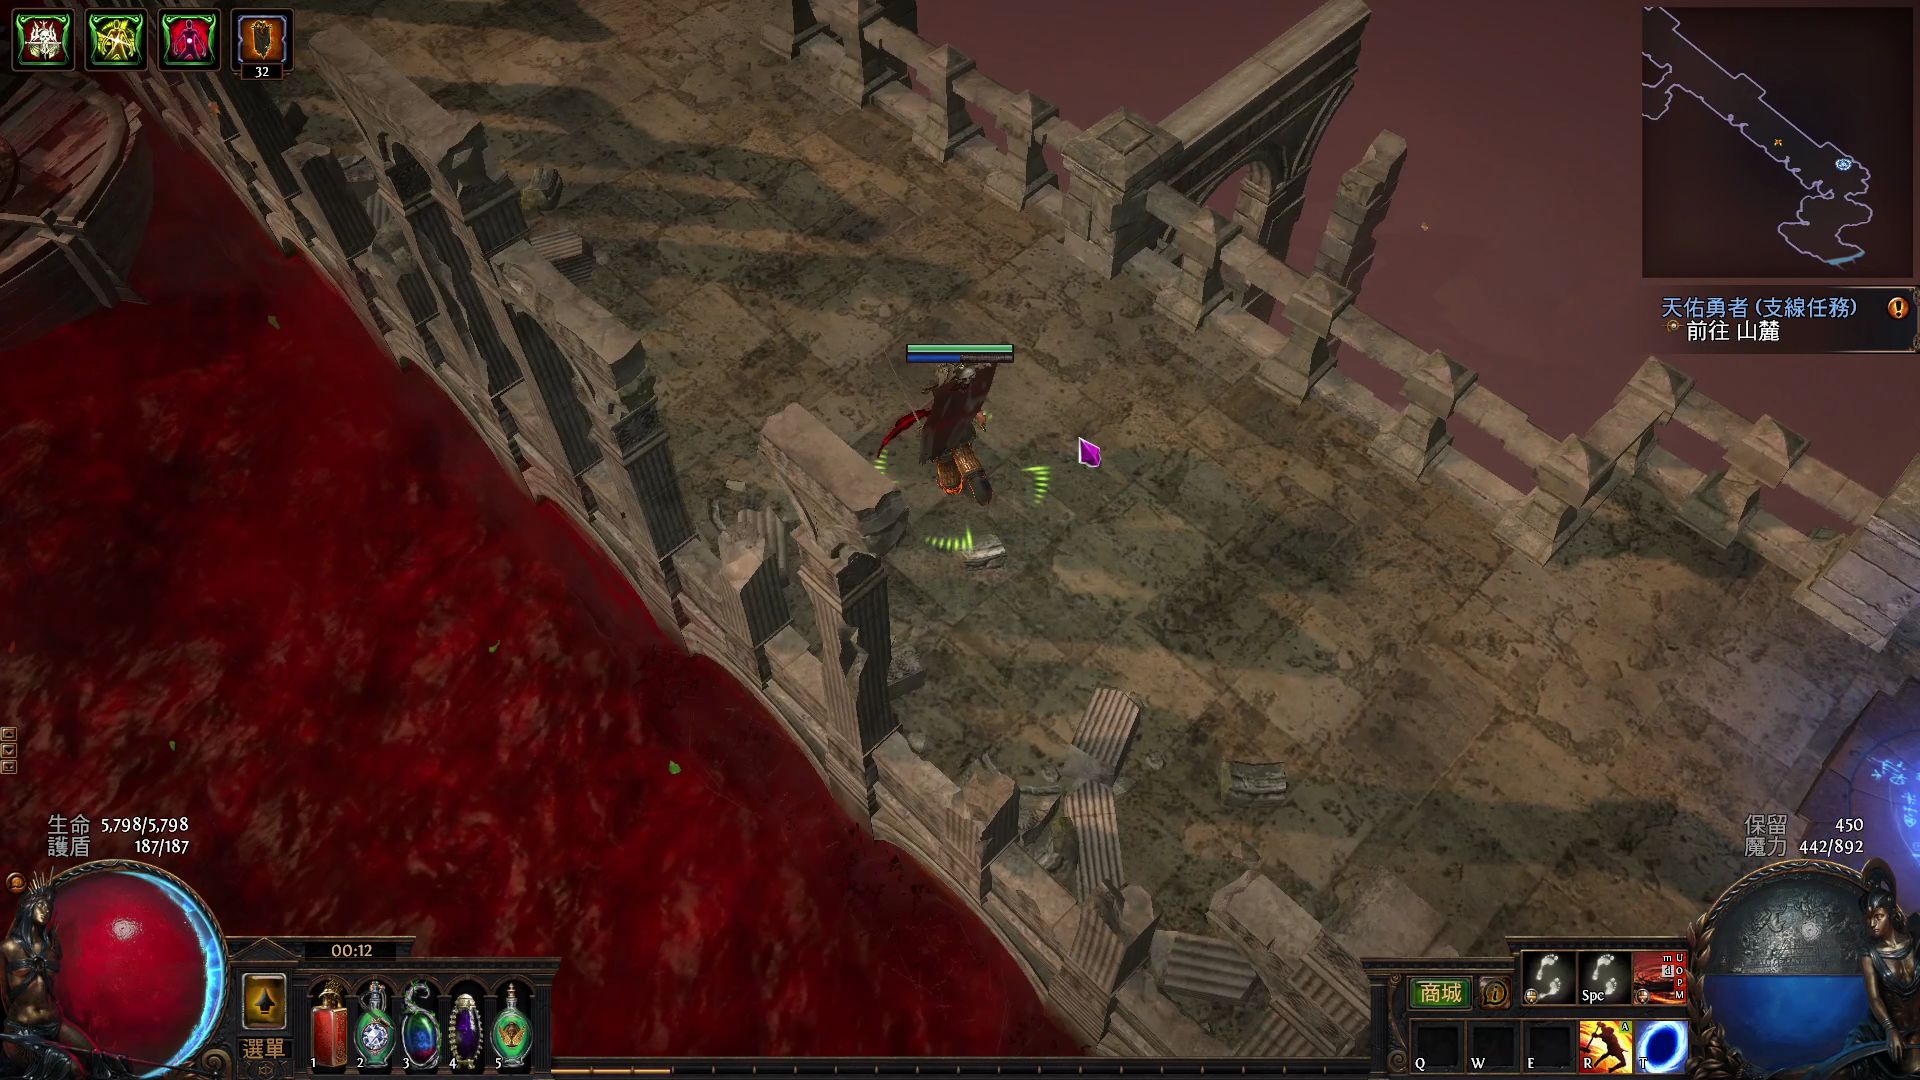 32
天佑勇者 (支線任務)
前往 山麓
生命 5,798/5,798
護盾 187/187
保留 450
魔力 442/892
00:12
選單
1
2
3
4
5
商城
Spc
m U
d O
P
M
Q
W
E
R
A
T